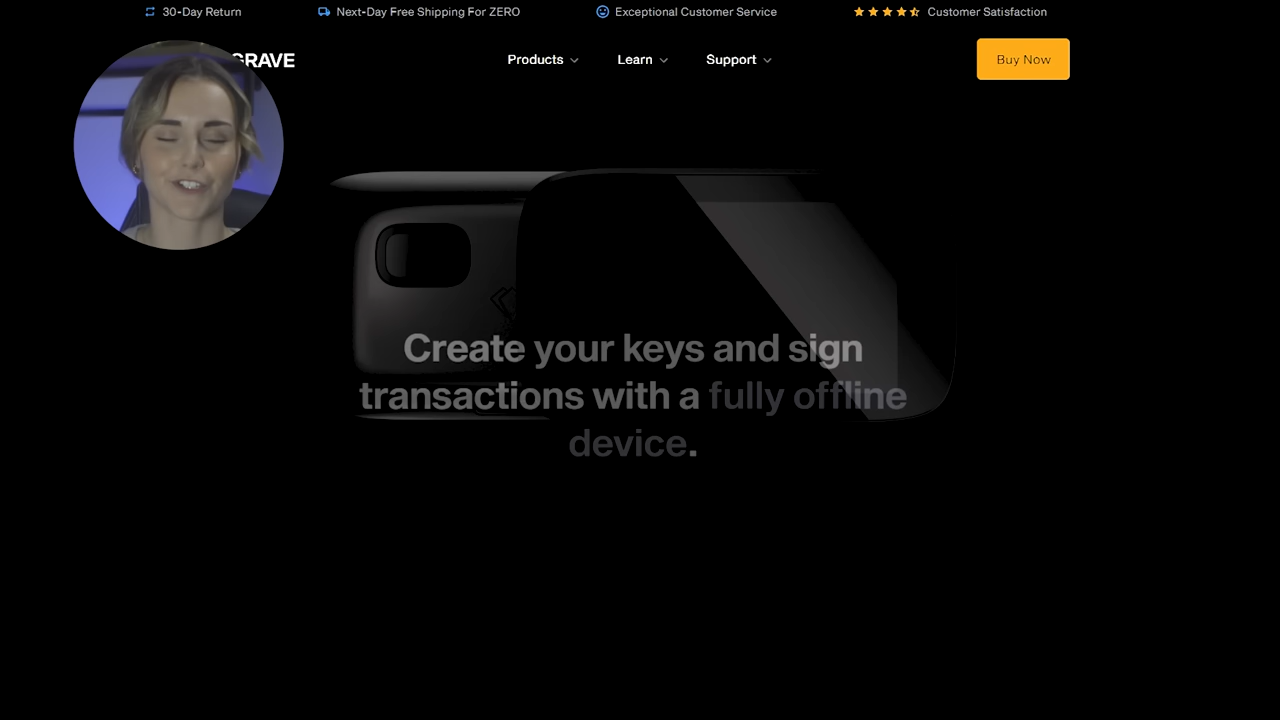 30-Day Return
Next-Day Free Shipping For ZERO
Exceptional Customer Service
Customer Satisfaction
GRAVE
Products
Learn
Support
Buy Now
Create your keys and sign
transactions with a fully offline
device.